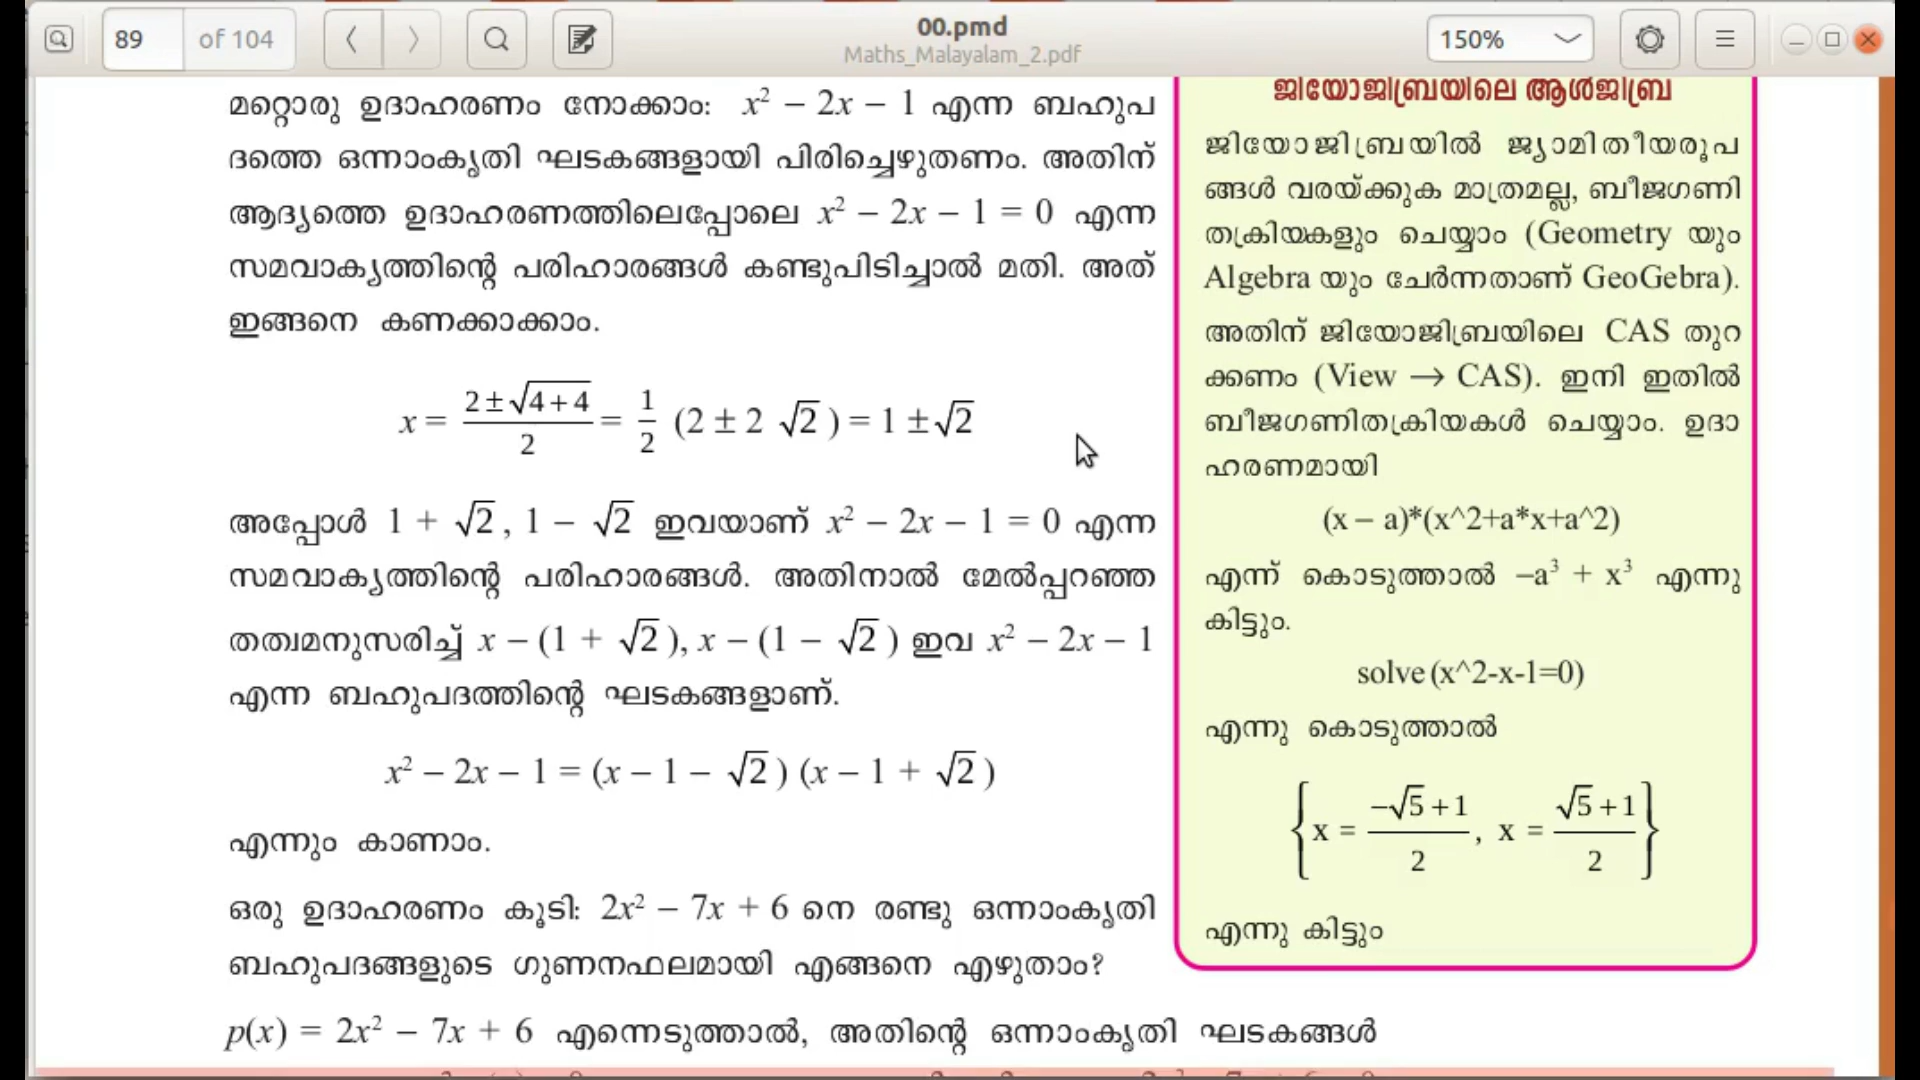 89
of 104
00.pmd
Maths_Malayalam_2.pdf
150%
മറ്റൊരു ഉദാഹരണം നോക്കാം: x² − 2x − 1 എന്ന ബഹുപ
ദത്തെ ഒന്നാംകൃതി ഘടകങ്ങളായി പിരിച്ചെഴുതണം. അതിന്
ആദ്യത്തെ ഉദാഹരണത്തിലെപ്പോലെ x² − 2x − 1 = 0 എന്ന
സമവാക്യത്തിന്റെ പരിഹാരങ്ങൾ കണ്ടുപിടിച്ചാൽ മതി. അത്
ഇങ്ങനെ കണക്കാക്കാം.
x = (2 ± √(4 + 4))/2 = 1/2 (2 ± 2 √2) = 1 ± √2
അപ്പോൾ 1 + √2, 1 − √2 ഇവയാണ് x² − 2x − 1 = 0 എന്ന
സമവാക്യത്തിന്റെ പരിഹാരങ്ങൾ. അതിനാൽ മേൽപ്പറഞ്ഞ
തത്വമനുസരിച്ച് x − (1 + √2), x − (1 − √2) ഇവ x² − 2x − 1
എന്ന ബഹുപദത്തിന്റെ ഘടകങ്ങളാണ്.
x² − 2x − 1 = (x − 1 − √2) (x − 1 + √2)
എന്നും കാണാം.
ഒരു ഉദാഹരണം കൂടി: 2x² − 7x + 6 നെ രണ്ടു ഒന്നാംകൃതി
ബഹുപദങ്ങളുടെ ഗുണനഫലമായി എങ്ങനെ എഴുതാം?
p(x) = 2x² − 7x + 6 എന്നെടുത്താൽ, അതിന്റെ ഒന്നാംകൃതി ഘടകങ്ങൾ
ജിയോജിബ്രയിലെ ആൾജിബ്ര
ജിയോജിബ്രയിൽ ജ്യാമിതീയരൂപ
ങ്ങൾ വരയ്ക്കുക മാത്രമല്ല, ബീജഗണി
തക്രിയകളും ചെയ്യാം (Geometry യും
Algebra യും ചേർന്നതാണ് GeoGebra).
അതിന് ജിയോജിബ്രയിലെ CAS തുറ
ക്കണം (View → CAS). ഇനി ഇതിൽ
ബീജഗണിതക്രിയകൾ ചെയ്യാം. ഉദാ
ഹരണമായി
(x − a)*(x^2+a*x+a^2)
എന്ന് കൊടുത്താൽ −a³ + x³ എന്നു
കിട്ടും.
solve (x^2-x-1=0)
എന്നു കൊടുത്താൽ
{x = (−√5 + 1)/2, x = (√5 + 1)/2}
എന്നു കിട്ടും